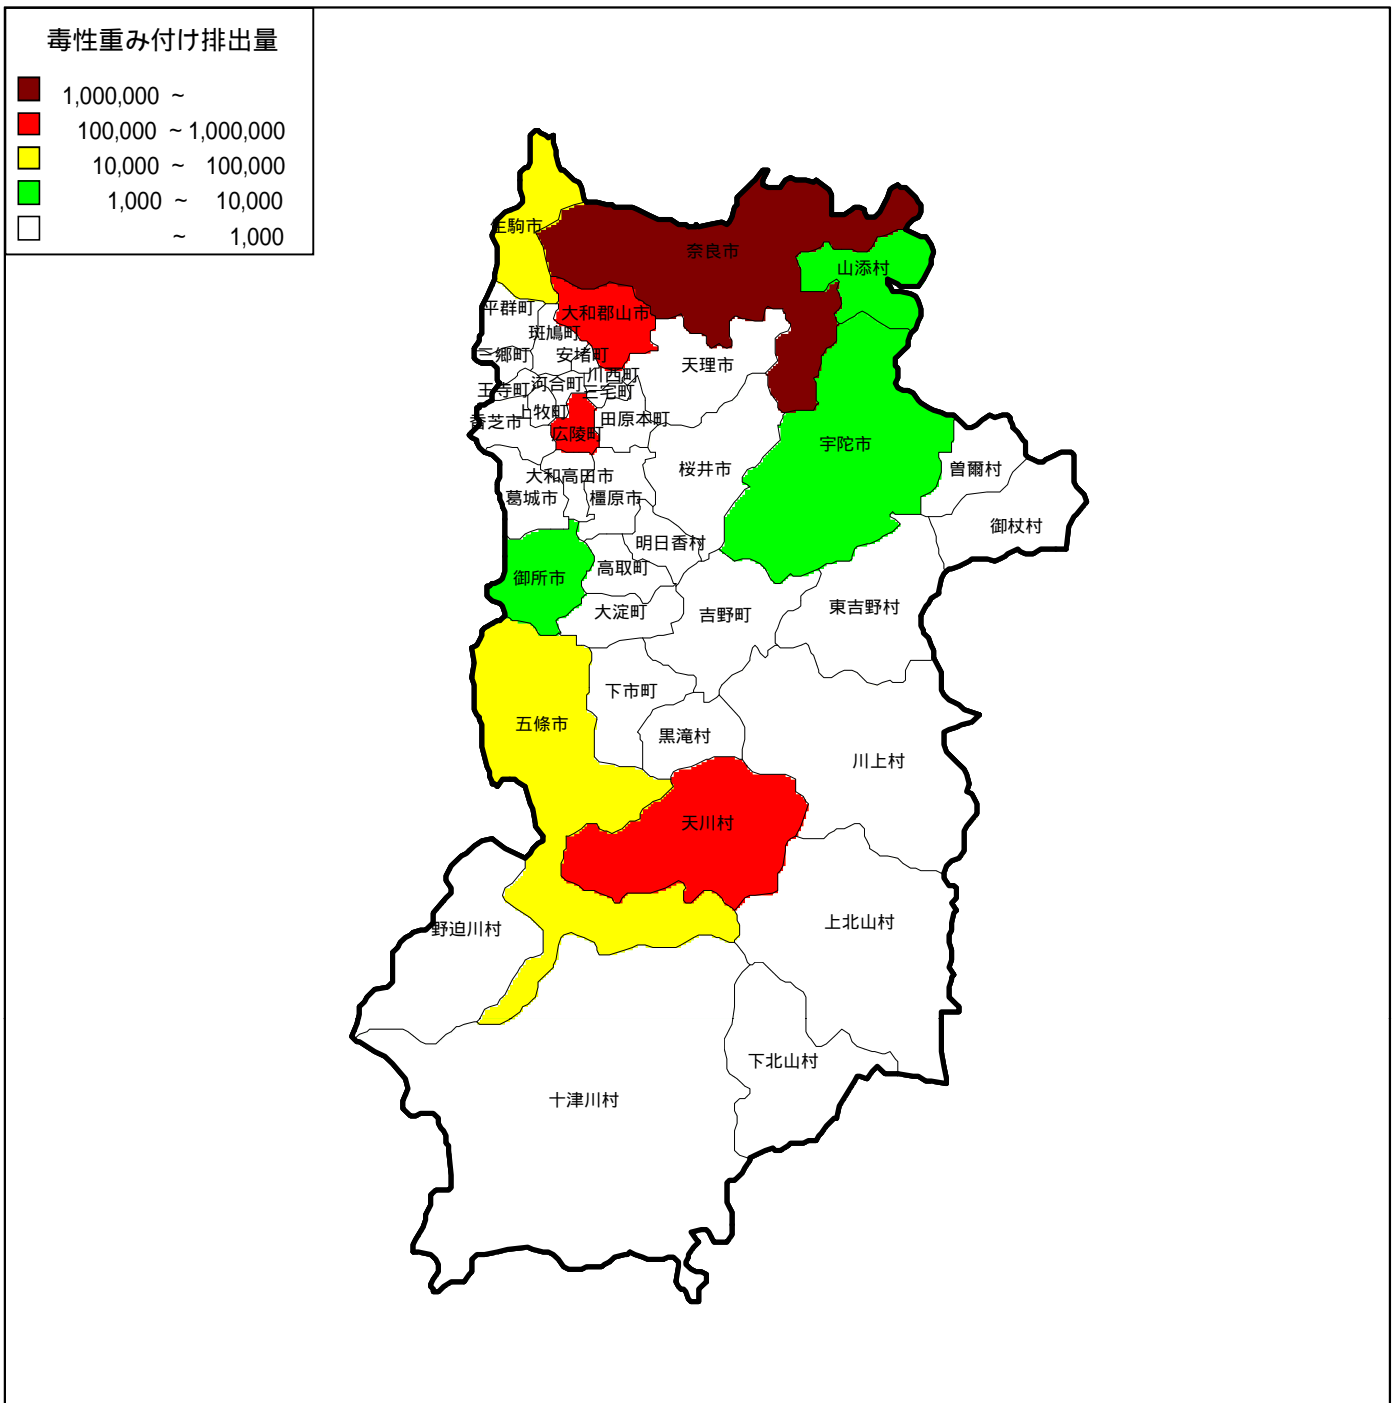 毒性重み付け排出量
1,000,000 ~
100,000 ~ 1,000,000
10,000 ~ 100,000
1,000 ~ 10,000
~ 1,000
生駒市
奈良市
山添村
平群町
大和郡山市
斑鳩町
三郷町
安堵町
天理市
川西町
王寺町
河合町
三宅町
上牧町
香芝市
田原本町
広陵町
宇陀市
大和高田市
桜井市
曽爾村
葛城市
橿原市
御杖村
明日香村
高取町
御所市
大淀町
吉野町
東吉野村
下市町
五條市
黒滝村
川上村
天川村
野迫川村
上北山村
下北山村
十津川村